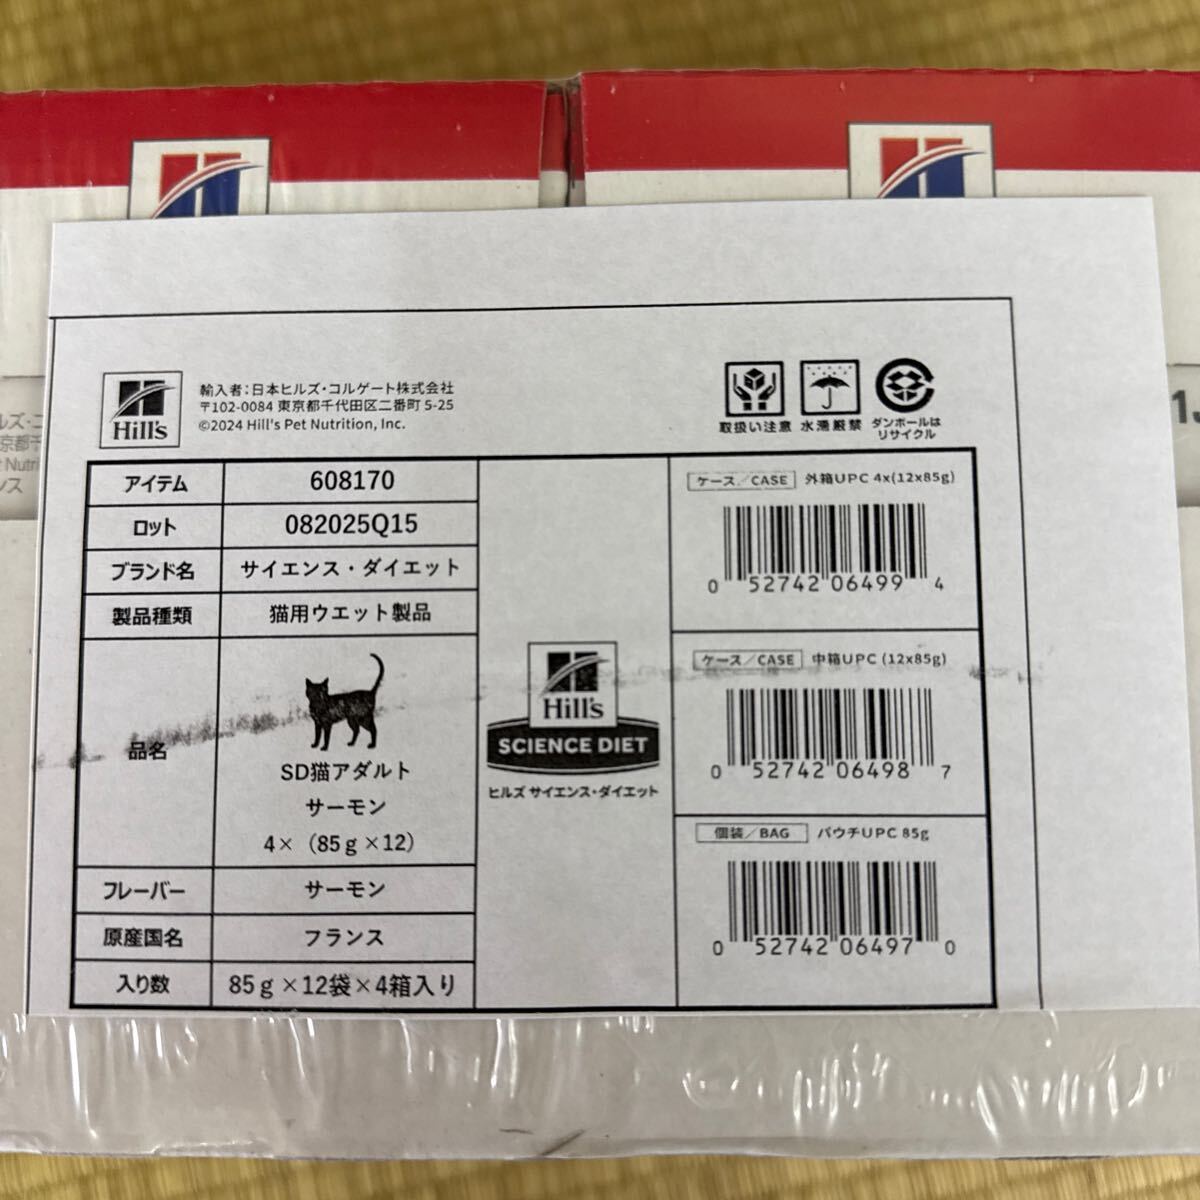 Hill's
輸入者:日本ヒルズ・コルゲート株式会社
〒102-0084 東京都千代田区二番町 5-25
©2024 Hill's Pet Nutrition, Inc.
取扱い注意
水濡厳禁
ダンボールは
リサイクル
アイテム 608170
ロット 082025Q15
ブランド名 サイエンス・ダイエット
製品種類 猫用ウエット製品
品名
SD猫アダルト
サーモン
4×（85ｇ×12）
フレーバー サーモン
原産国名 フランス
入り数 85ｇ×12袋×4箱入り
Hill's
SCIENCE DIET
ヒルズ サイエンス・ダイエット
ケース／CASE 外箱UPC 4x(12x85g)
0 52742 06499 4
ケース／CASE 中箱UPC (12x85g)
0 52742 06498 7
個装／BAG パウチUPC 85g
0 52742 06497 0